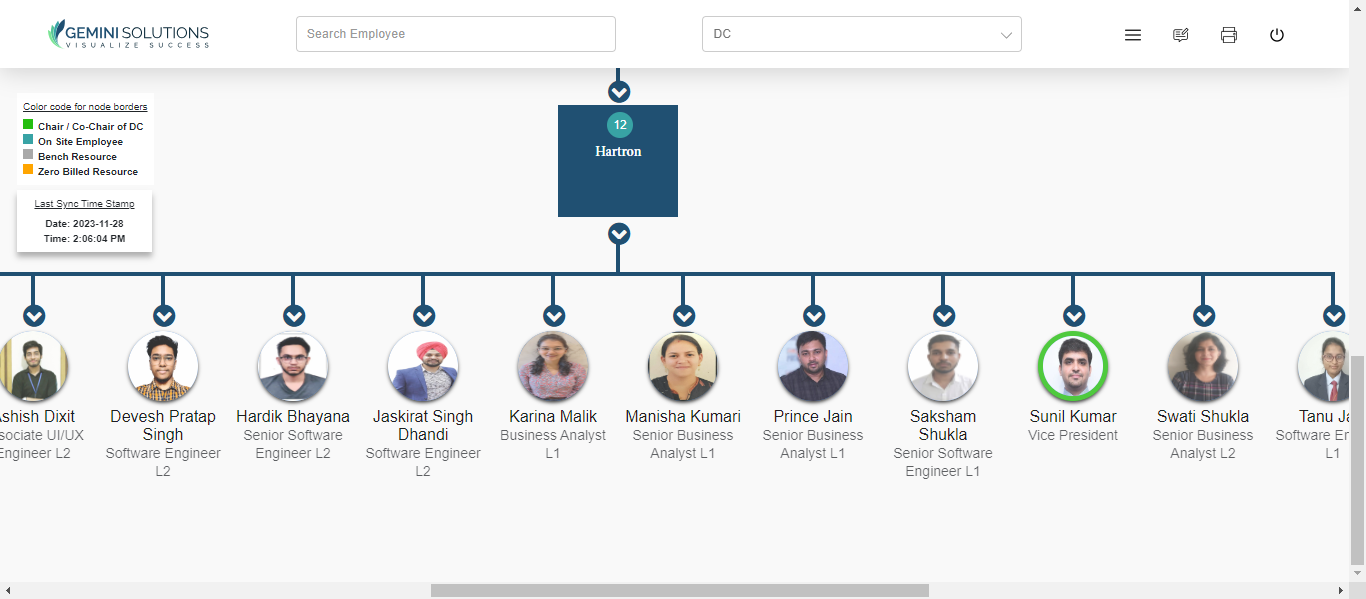 GEMINI SOLUTIONS
VISUALIZE SUCCESS
Search Employee
DC
Color code for node borders
Chair / Co-Chair of DC
On Site Employee
Bench Resource
Zero Billed Resource
Last Sync Time Stamp
Date: 2023-11-28
Time: 2:06:04 PM
12
Hartron
Dixit
UI/UX
Engineer L2
Devesh Pratap
Singh
Software Engineer
L2
Hardik Bhayana
Senior Software
Engineer L2
Jaskirat Singh
Dhandi
Software Engineer
L2
Karina Malik
Business Analyst
L1
Manisha Kumari
Senior Business
Analyst L1
Prince Jain
Senior Business
Analyst L1
Saksham
Shukla
Senior Software
Engineer L1
Sunil Kumar
Vice President
Swati Shukla
Senior Business
Analyst L2
Tanu
Software
L1